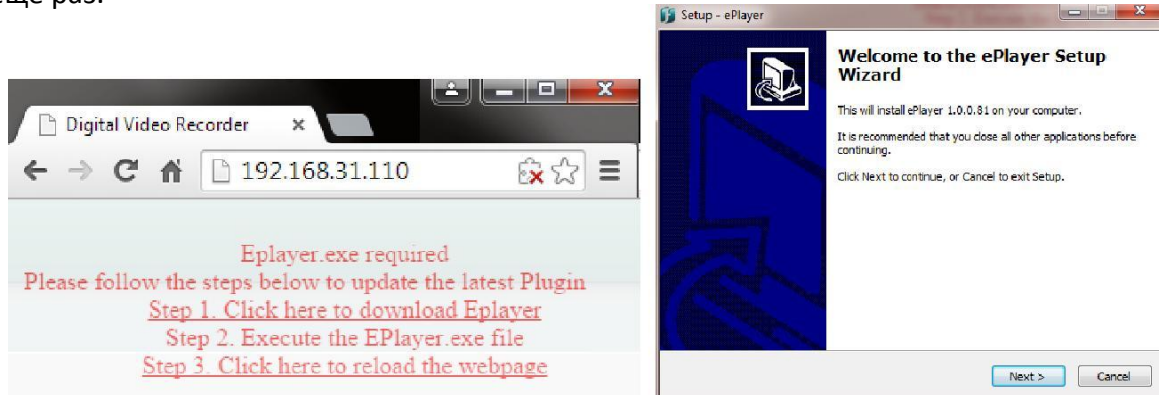 еще раз.
Digital Video Recorder
192.168.31.110
Eplayer.exe required
Please follow the steps below to update the latest Plugin
Step 1. Click here to download Eplayer
Step 2. Execute the EPlayer.exe file
Step 3. Click here to reload the webpage
Setup - ePlayer
Welcome to the ePlayer Setup
Wizard
This will install ePlayer 1.0.0.81 on your computer.
It is recommended that you close all other applications before
continuing.
Click Next to continue, or Cancel to exit Setup.
Next >
Cancel